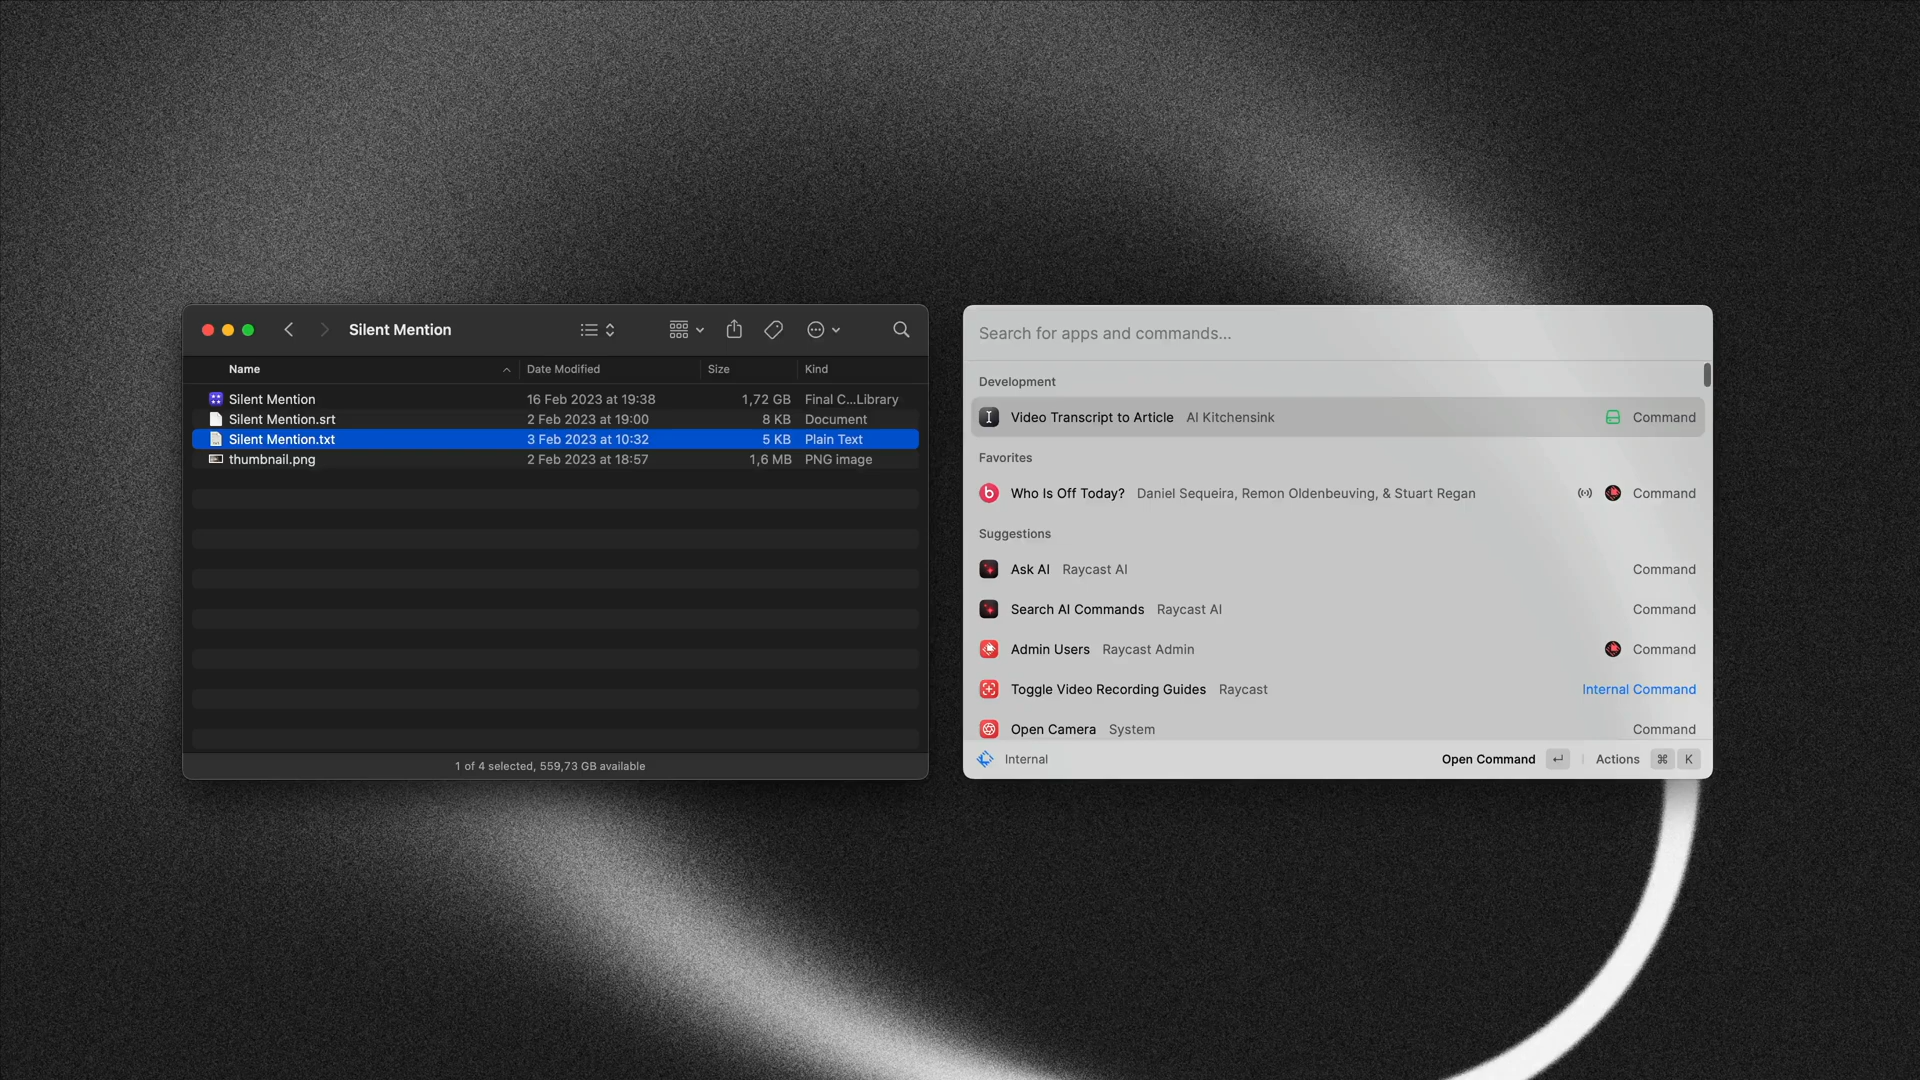 Silent Mention
Name Date Modified Size Kind
Silent Mention 16 Feb 2023 at 19:38 1,72 GB Final C...Library
Silent Mention.srt 2 Feb 2023 at 19:00 8 KB Document
Silent Mention.txt 3 Feb 2023 at 10:32 5 KB Plain Text
thumbnail.png 2 Feb 2023 at 18:57 1,6 MB PNG image
1 of 4 selected, 559,73 GB available
Search for apps and commands...
Development
Video Transcript to Article AI Kitchensink Command
Favorites
Who Is Off Today? Daniel Sequeira, Remon Oldenbeuving, & Stuart Regan Command
Suggestions
Ask AI Raycast AI Command
Search AI Commands Raycast AI Command
Admin Users Raycast Admin Command
Toggle Video Recording Guides Raycast Internal Command
Open Camera System Command
Internal Open Command ↵ Actions ⌘ K